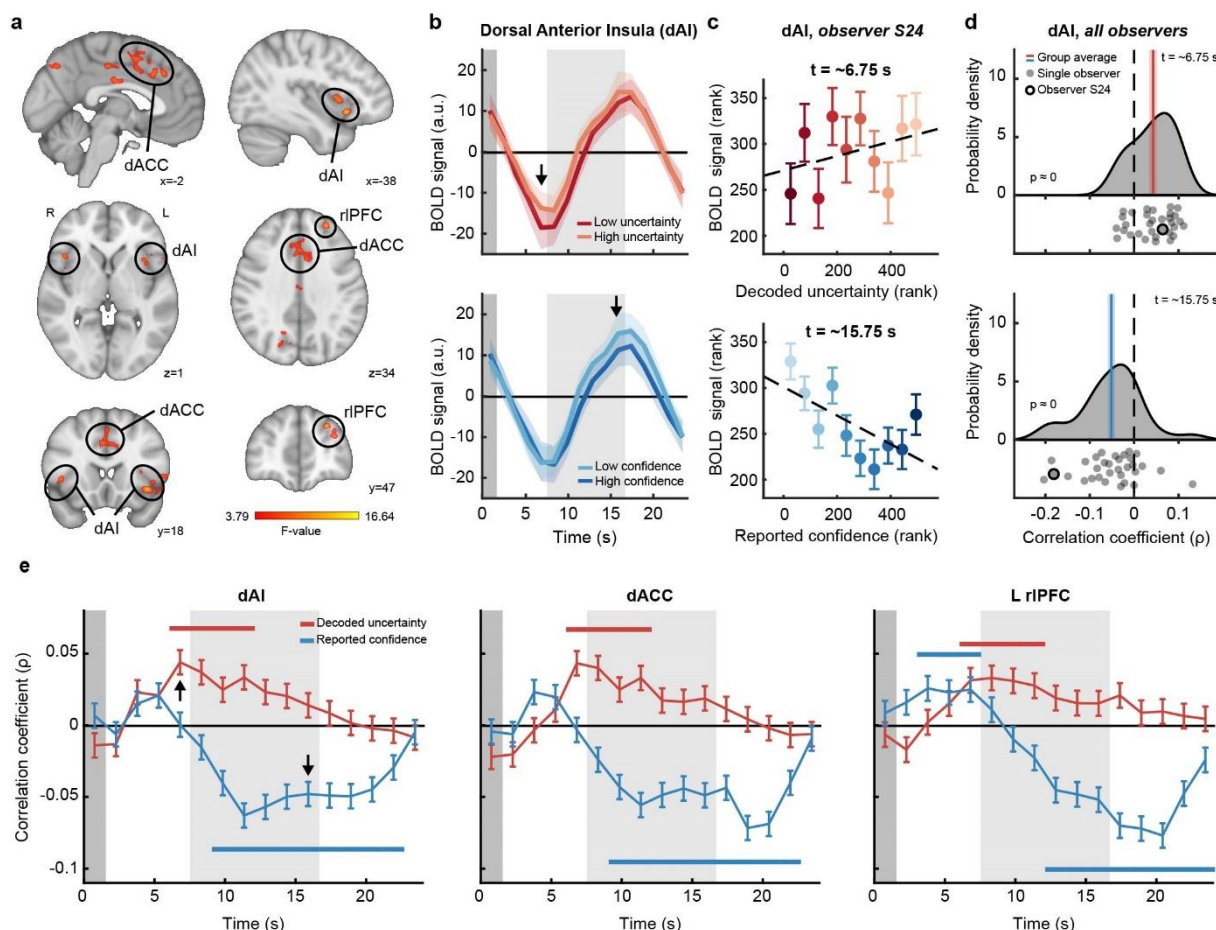 a
dACC
x=-2
dAI
x=-38
R
L
dAI
z=1
rlPFC
dACC
z=34
dACC
dAI
y=18
rlPFC
y=47
3.79
16.64
F-value
b
Dorsal Anterior Insula (dAI)
20
10
0
-10
-20
BOLD signal (a.u.)
Low uncertainty
High uncertainty
20
10
0
-10
-20
BOLD signal (a.u.)
Low confidence
High confidence
0
5
10
15
20
Time (s)
c
dAI, observer S24
t = ~6.75 s
350
300
250
200
BOLD signal (rank)
0 200 400
Decoded uncertainty (rank)
t = ~15.75 s
350
300
250
200
BOLD signal (rank)
0 100 200 300 400 500
Reported confidence (rank)
d
dAI, all observers
Group average
Single observer
Observer S24
t = ~6.75 s
10
5
0
Probability density
p ≈ 0
t = ~15.75 s
10
5
0
Probability density
p ≈ 0
-0.2 -0.1 0 0.1
Correlation coefficient (ρ)
e
dAI
Decoded uncertainty
Reported confidence
0.05
0
-0.05
-0.1
Correlation coefficient (ρ)
0 5 10 15 20
Time (s)
dACC
0 5 10 15 20
Time (s)
L rlPFC
0 5 10 15 20
Time (s)